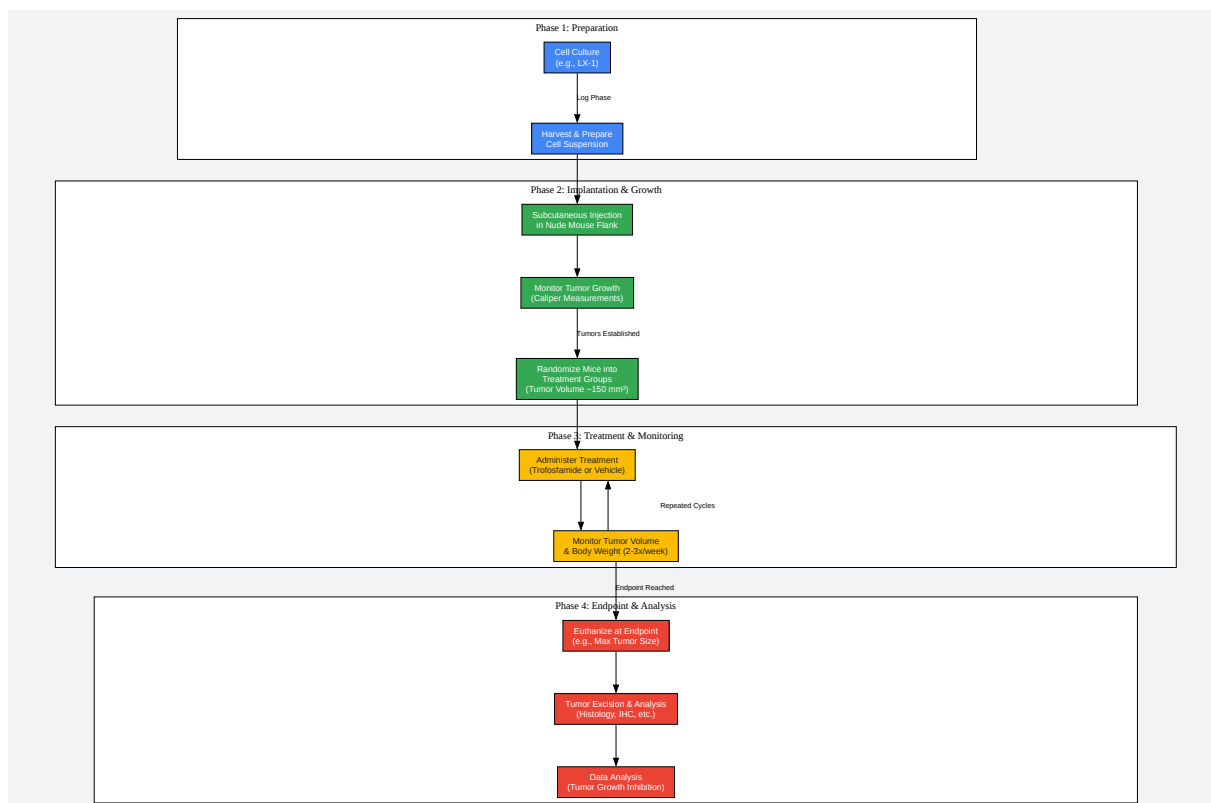 Phase 1: Preparation
Cell Culture
(e.g., LX-1)
Log Phase
Harvest & Prepare
Cell Suspension
Phase 2: Implantation & Growth
Subcutaneous Injection
in Nude Mouse Flank
Monitor Tumor Growth
(Caliper Measurements)
Tumors Established
Randomize Mice into
Treatment Groups
(Tumor Volume ~150 mm³)
Phase 3: Treatment & Monitoring
Administer Treatment
(Trofosfamide or Vehicle)
Repeated Cycles
Monitor Tumor Volume
& Body Weight (2-3x/week)
Endpoint Reached
Phase 4: Endpoint & Analysis
Euthanize at Endpoint
(e.g., Max Tumor Size)
Tumor Excision & Analysis
(Histology, IHC, etc.)
Data Analysis
(Tumor Growth Inhibition)